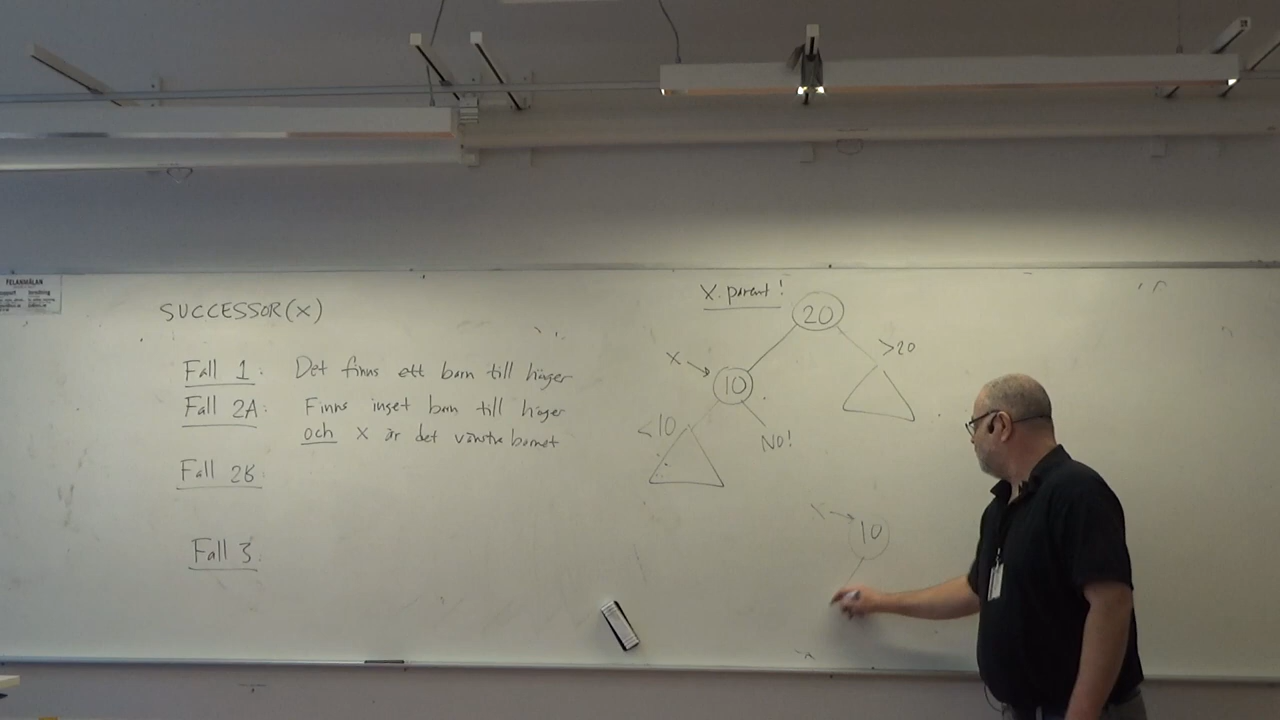 FELANMÄLAN
SUCCESSOR(X)
Fall 1: Det finns ett barn till höger
Fall 2A: Finns inget barn till höger
och X är det vänstra barnet
Fall 2B:
Fall 3:
X.parent!
20
>20
X
10
<10
NO!
X
10